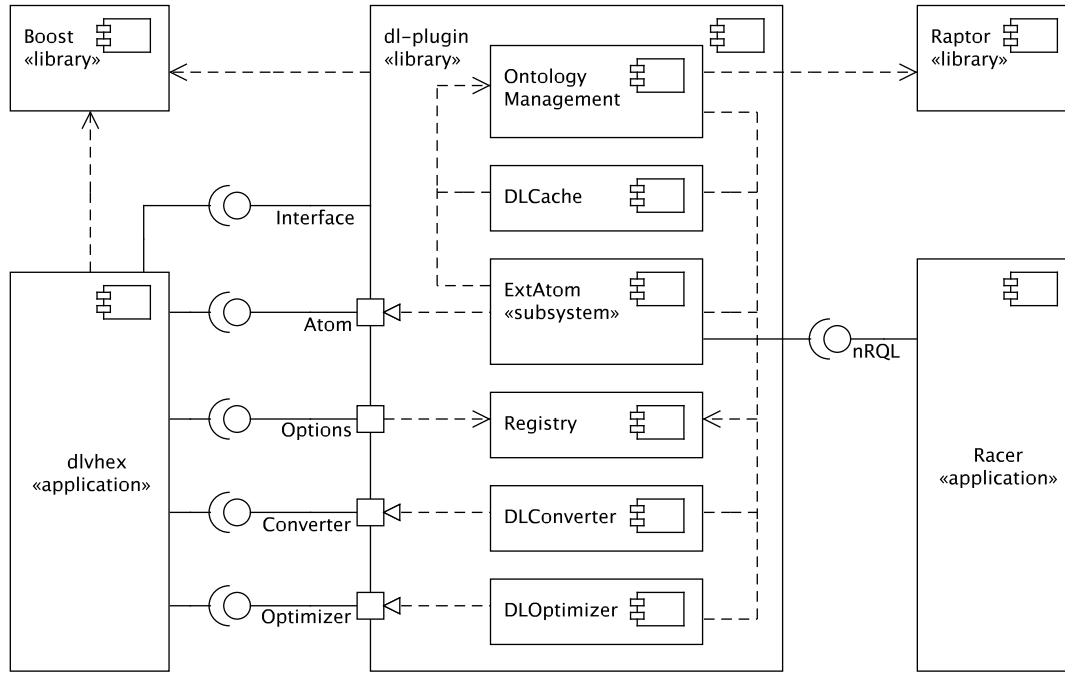 Boost
«library»
dl-plugin
«library»
Ontology
Management
Raptor
«library»
DLCache
Interface
ExtAtom
«subsystem»
Atom
nRQL
Options
Registry
dlvhex
«application»
Racer
«application»
Converter
DLConverter
Optimizer
DLOptimizer